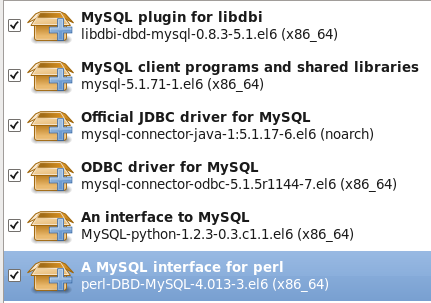 MySQL plugin for libdbi
libdbi-dbd-mysql-0.8.3-5.1.el6 (x86_64)
MySQL client programs and shared libraries
mysql-5.1.71-1.el6 (x86_64)
Official JDBC driver for MySQL
mysql-connector-java-1:5.1.17-6.el6 (noarch)
ODBC driver for MySQL
mysql-connector-odbc-5.1.5r1144-7.el6 (x86_64)
An interface to MySQL
MySQL-python-1.2.3-0.3.c1.1.el6 (x86_64)
A MySQL interface for perl
perl-DBD-MySQL-4.013-3.el6 (x86_64)